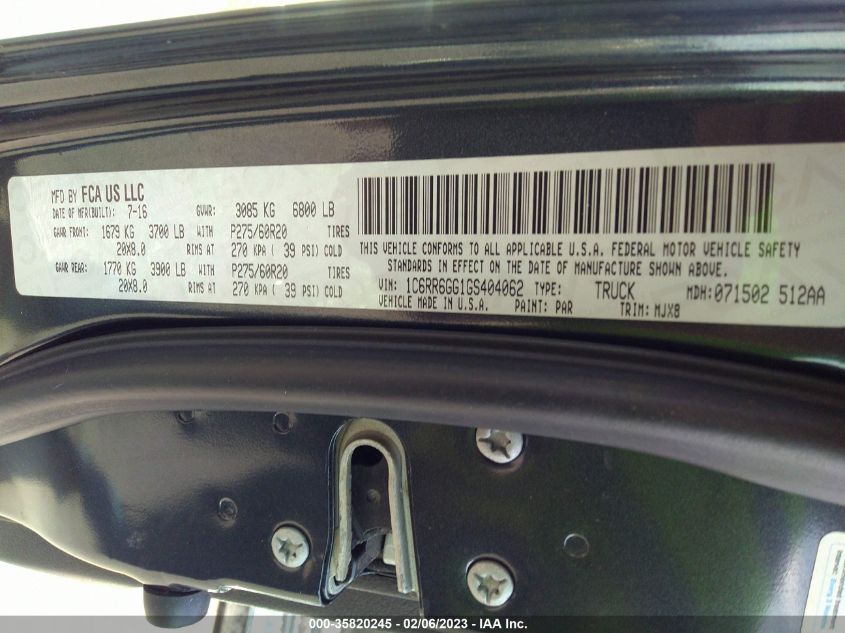 MFD BY FCA US LLC
DATE OF MFR(BUILT): 7-16 GVWR: 3085 KG 6800 LB
GAWR FRONT: 1679 KG 3700 LB WITH P275/60R20 TIRES
20X8.0 RIMS AT 270 KPA ( 39 PSI) COLD
GAWR REAR: 1770 KG 3900 LB WITH P275/60R20 TIRES
20X8.0 RIMS AT 270 KPA ( 39 PSI) COLD
THIS VEHICLE CONFORMS TO ALL APPLICABLE U.S.A. FEDERAL MOTOR VEHICLE SAFETY
STANDARDS IN EFFECT ON THE DATE OF MANUFACTURE SHOWN ABOVE.
VIN: 1C6RR6GG1GS404062 TYPE: TRUCK MDH: 071502 512AA
VEHICLE MADE IN U.S.A. PAINT: PAR TRIM: MJX8
000-35820245 - 02/06/2023 - IAA Inc.